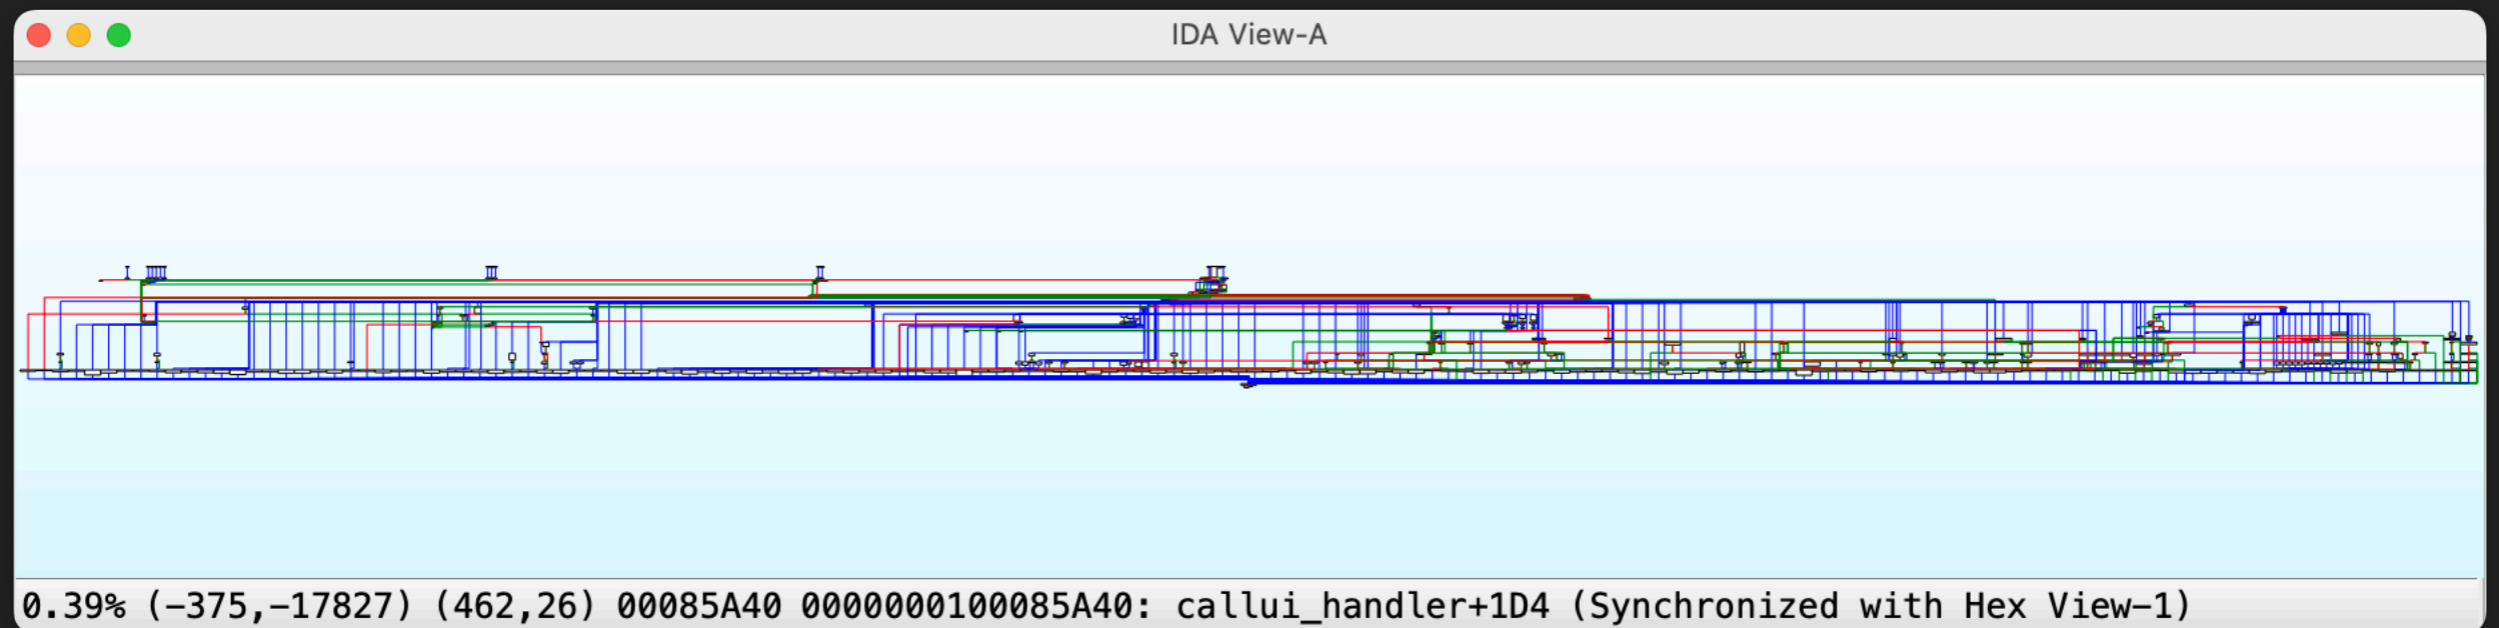 IDA View-A
0.39% (-375,-17827) (462,26) 00085A40 0000000100085A40: callui_handler+1D4 (Synchronized with Hex View-1)